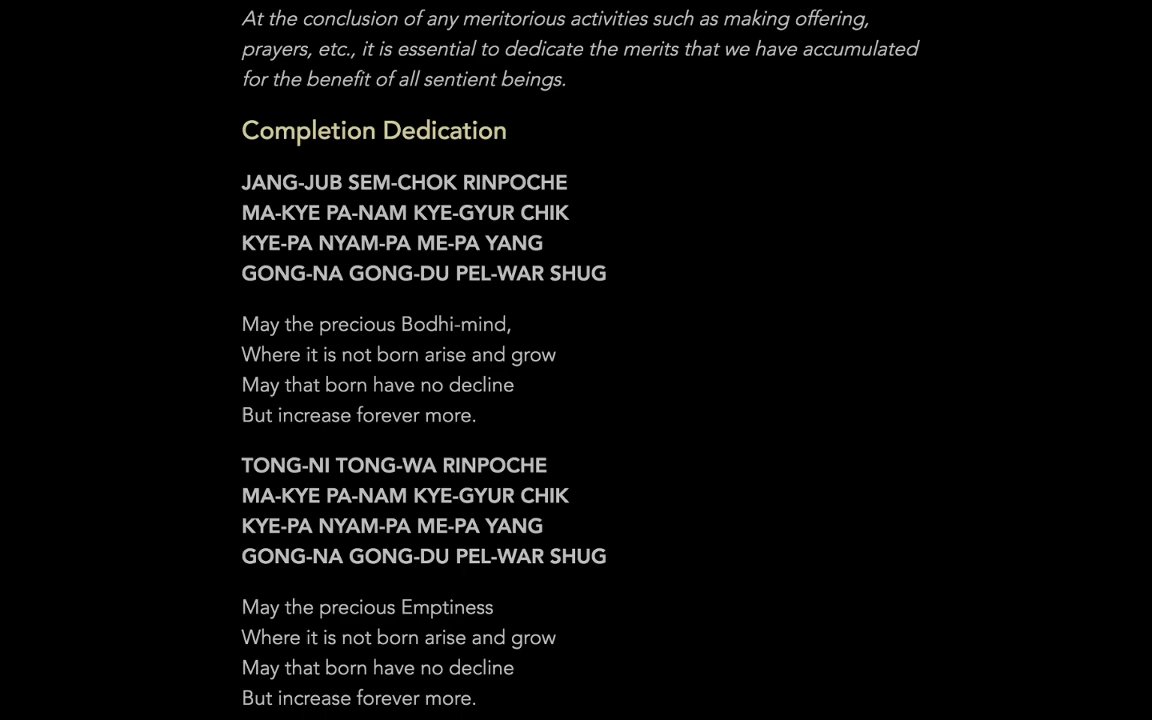 At the conclusion of any meritorious activities such as making offering,
prayers, etc., it is essential to dedicate the merits that we have accumulated
for the benefit of all sentient beings.
Completion Dedication
JANG-JUB SEM-CHOK RINPOCHE
MA-KYE PA-NAM KYE-GYUR CHIK
KYE-PA NYAM-PA ME-PA YANG
GONG-NA GONG-DU PEL-WAR SHUG
May the precious Bodhi-mind,
Where it is not born arise and grow
May that born have no decline
But increase forever more.
TONG-NI TONG-WA RINPOCHE
MA-KYE PA-NAM KYE-GYUR CHIK
KYE-PA NYAM-PA ME-PA YANG
GONG-NA GONG-DU PEL-WAR SHUG
May the precious Emptiness
Where it is not born arise and grow
May that born have no decline
But increase forever more.